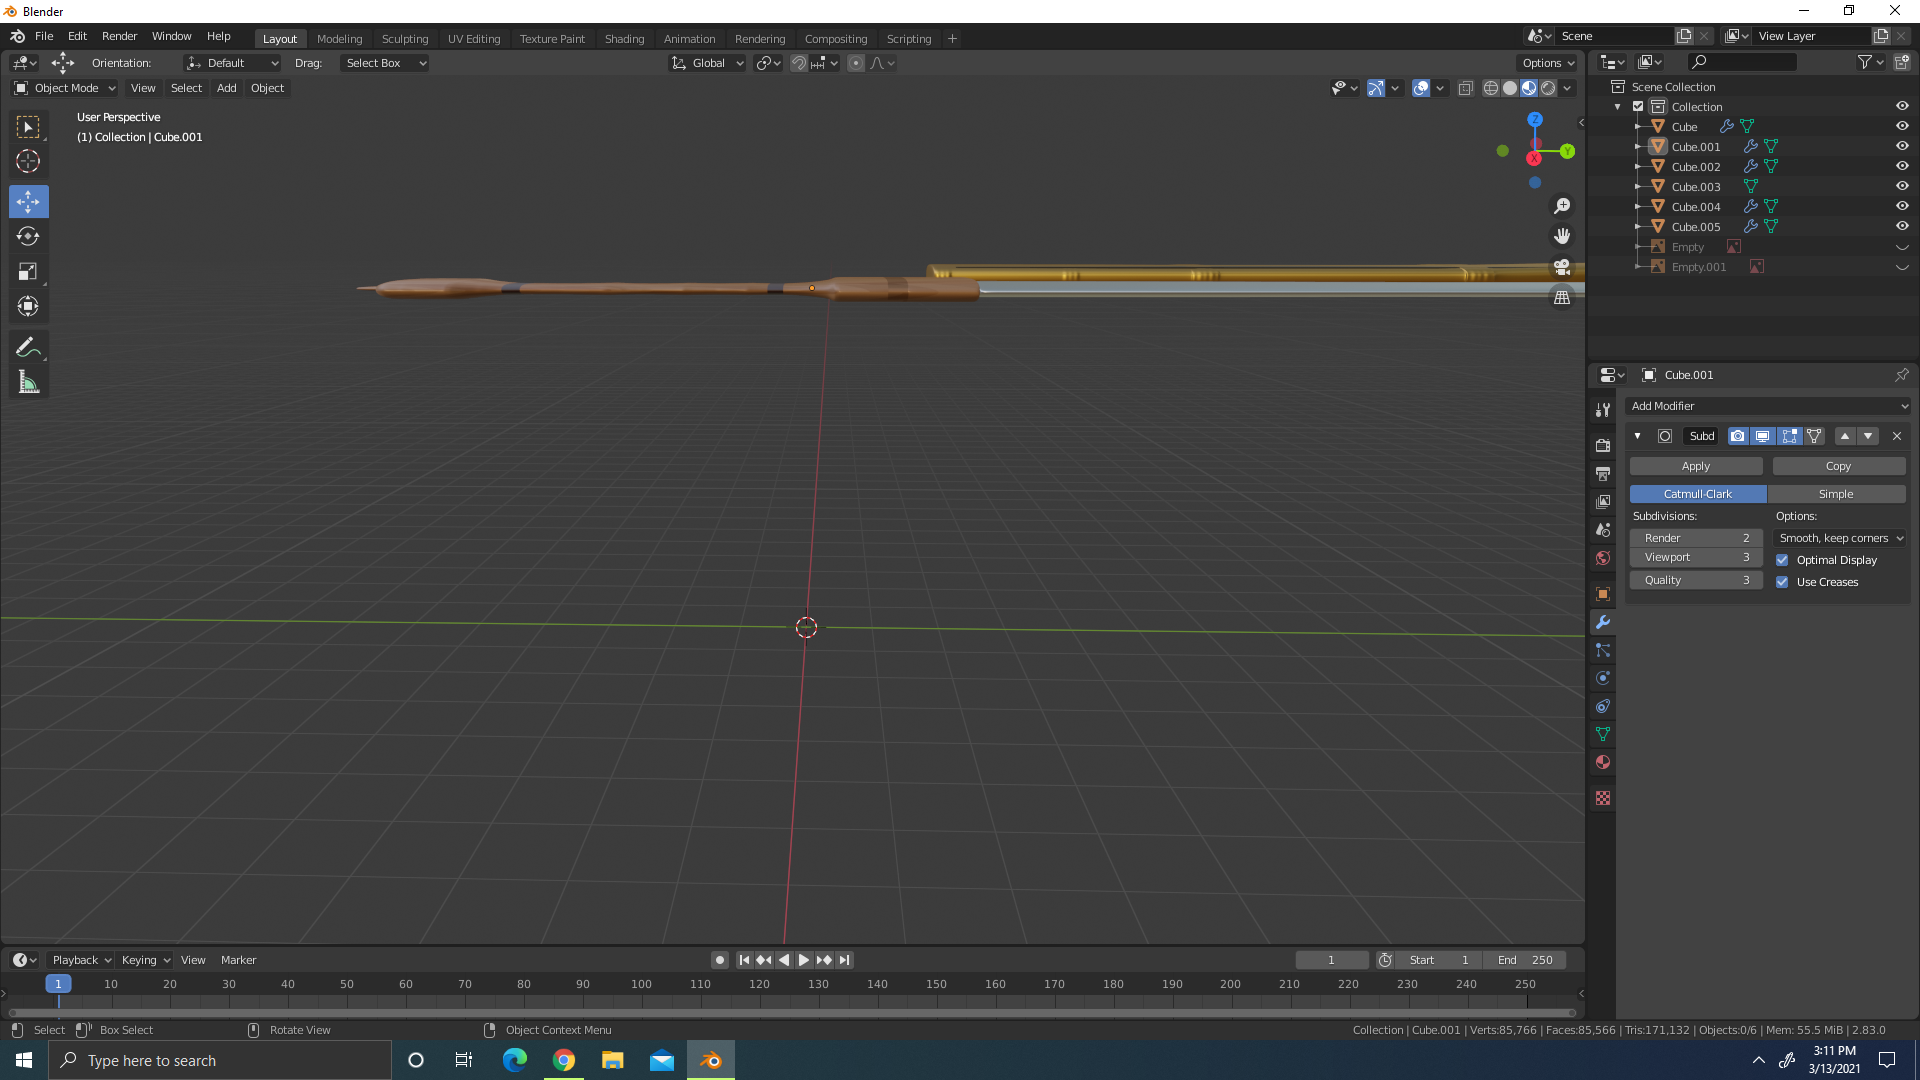 Blender
File Edit Render Window Help
Layout Modeling Sculpting UV Editing Texture Paint Shading Animation Rendering Compositing Scripting +
Scene
View Layer
Orientation: Default Drag: Select Box
Global
Options
Object Mode View Select Add Object
User Perspective
(1) Collection | Cube.001
Z
Y
X
Scene Collection
Collection
Cube
Cube.001
Cube.002
Cube.003
Cube.004
Cube.005
Empty
Empty.001
Cube.001
Add Modifier
Subd
Apply Copy
Catmull-Clark Simple
Subdivisions: Options:
Render 2 Smooth, keep corners
Viewport 3 Optimal Display
Quality 3 Use Creases
Playback Keying View Marker
1 Start 1 End 250
1 10 20 30 40 50 60 70 80 90 100 110 120 130 140 150 160 170 180 190 200 210 220 230 240 250
Select Box Select Rotate View Object Context Menu
Collection | Cube.001 | Verts:85,766 | Faces:85,566 | Tris:171,132 | Objects:0/6 | Mem: 55.5 MiB | 2.83.0
Type here to search
3:11 PM
3/13/2021